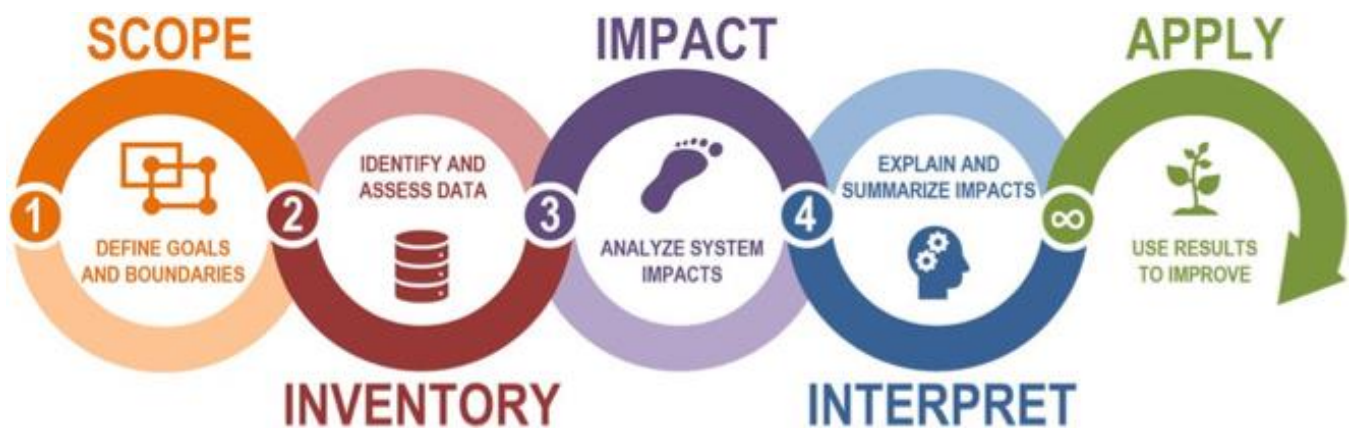 SCOPE
1
DEFINE GOALS
AND BOUNDARIES
2
IDENTIFY AND
ASSESS DATA
INVENTORY
IMPACT
3
ANALYZE SYSTEM
IMPACTS
4
EXPLAIN AND
SUMMARIZE IMPACTS
INTERPRET
APPLY
∞
USE RESULTS
TO IMPROVE